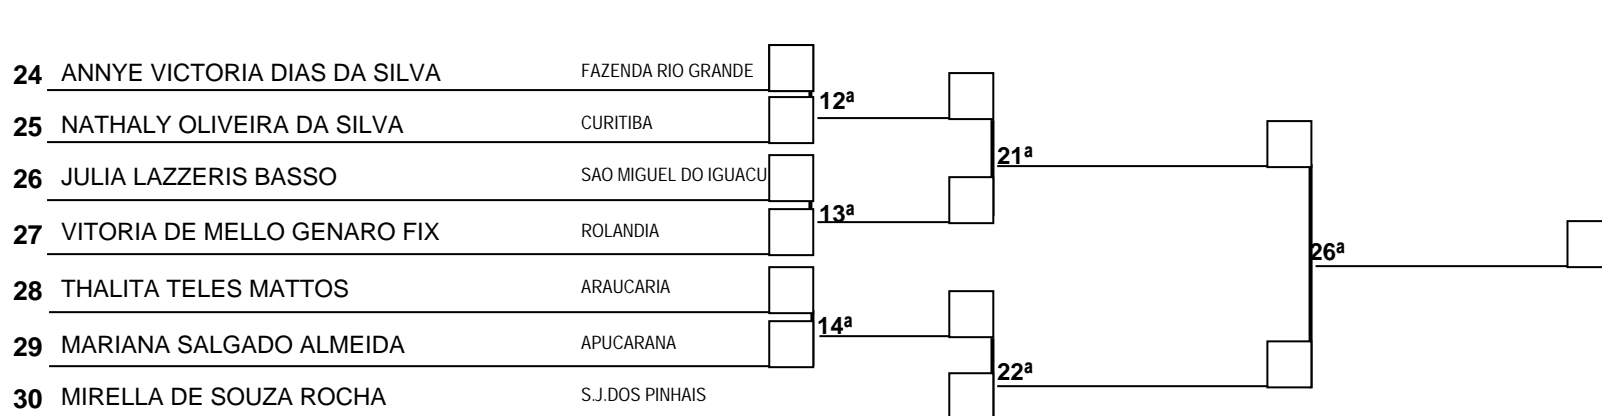 24 ANNYE VICTORIA DIAS DA SILVA FAZENDA RIO GRANDE
12ª
25 NATHALY OLIVEIRA DA SILVA CURITIBA
21ª
26 JULIA LAZZERIS BASSO SAO MIGUEL DO IGUACU
13ª
27 VITORIA DE MELLO GENARO FIX ROLANDIA
26ª
28 THALITA TELES MATTOS ARAUCARIA
14ª
29 MARIANA SALGADO ALMEIDA APUCARANA
22ª
30 MIRELLA DE SOUZA ROCHA S.J.DOS PINHAIS